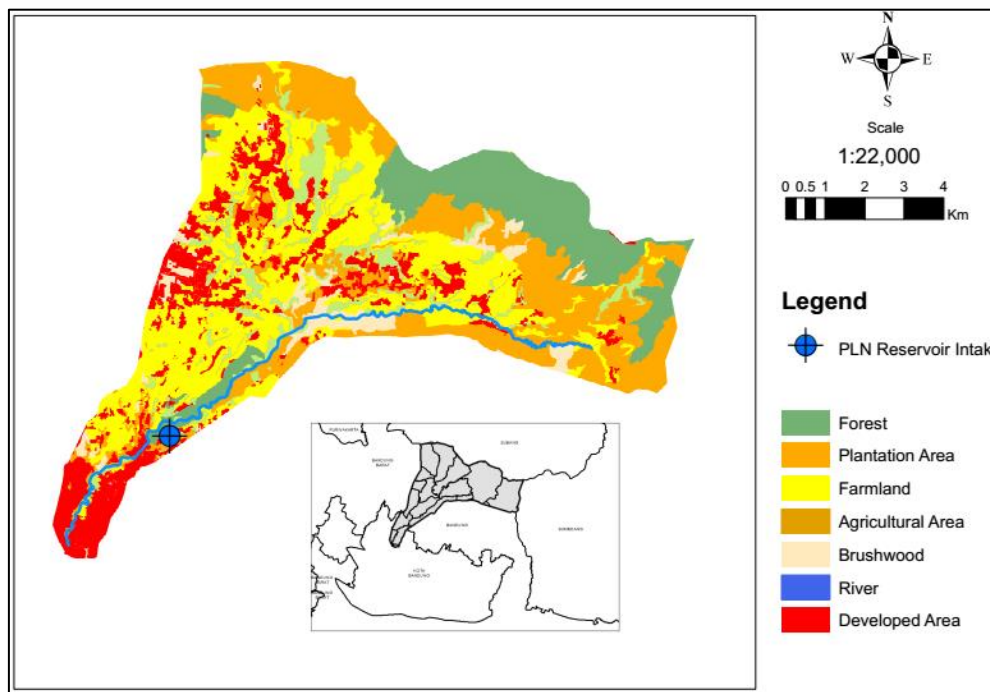 N
W E
S
Scale
1:22,000
0 0.5 1 2 3 4
Km
Legend
PLN Reservoir Intak
Forest
Plantation Area
Farmland
Agricultural Area
Brushwood
River
Developed Area
PURWAKARTA
SUBANG
BANDUNG
BARAT
BANDUNG
SUMEDANG
KOTA
BANDUNG